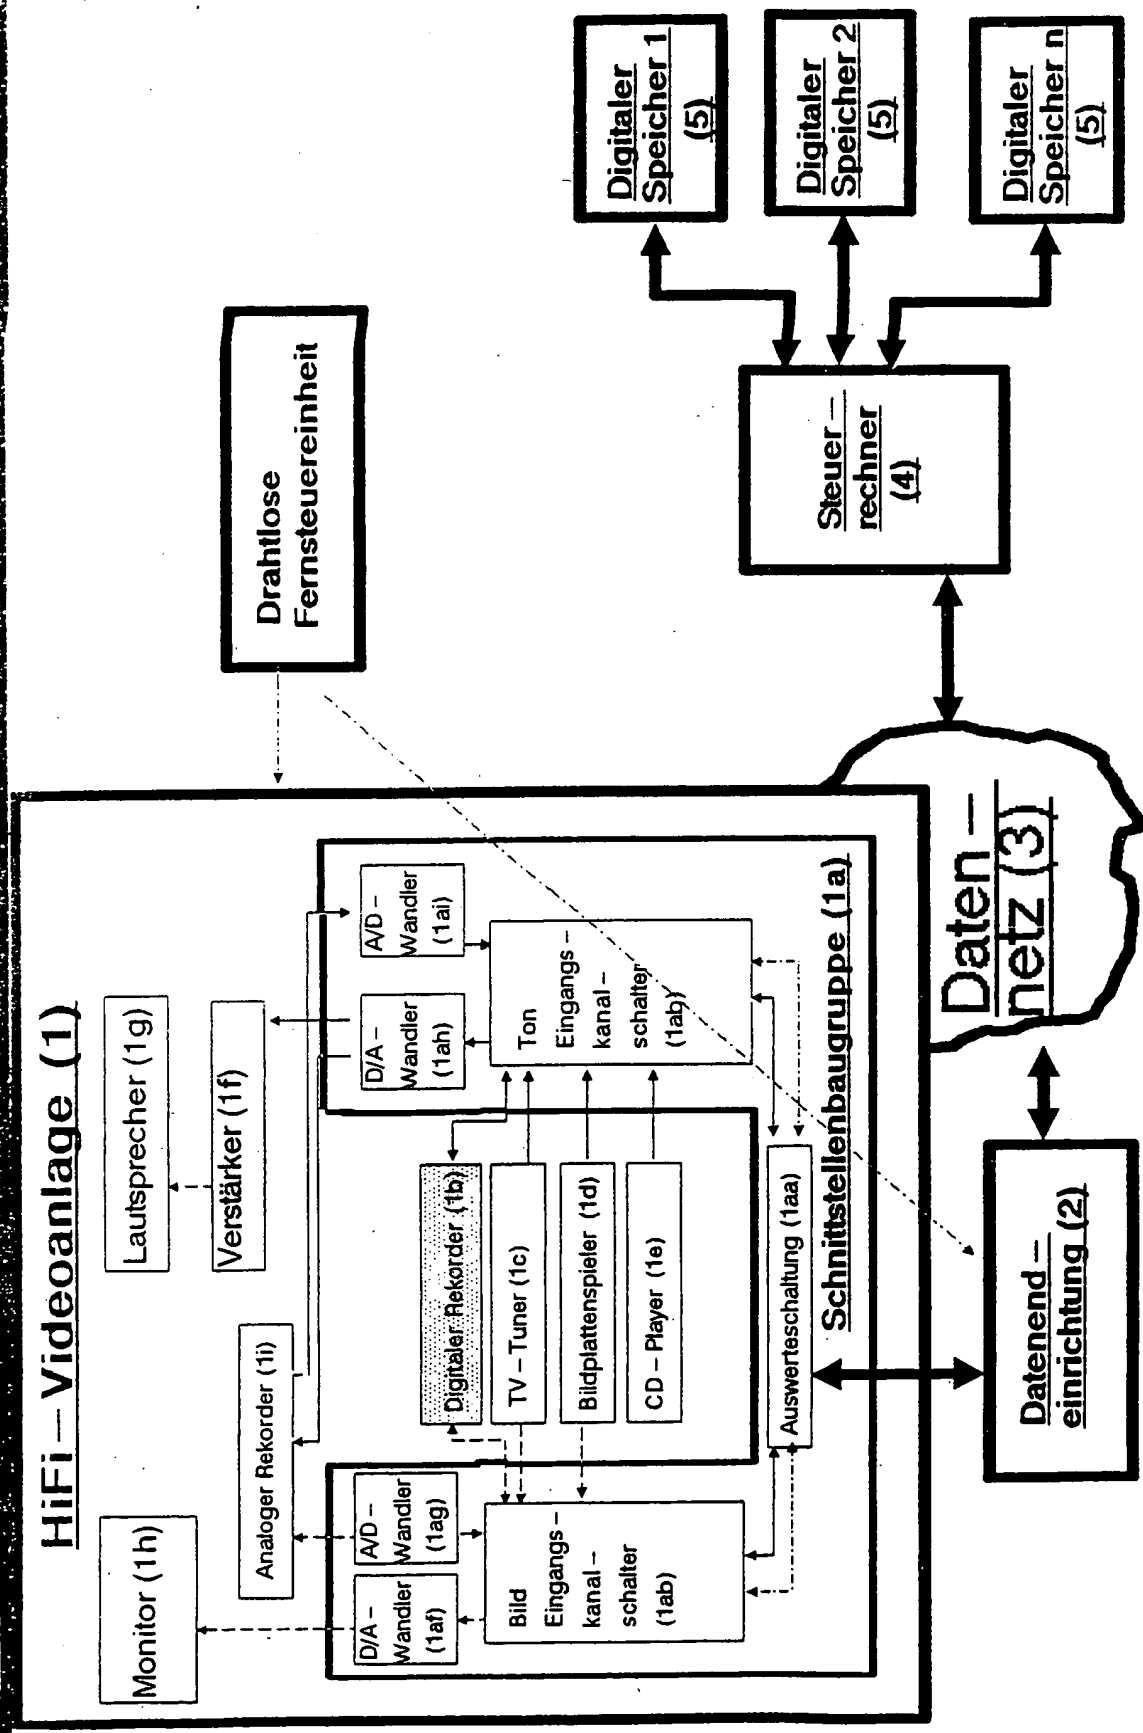 HiFi–Videoanlage (1)
Monitor (1h)
Analoger Rekorder (1i)
Lautsprecher (1g)
Verstärker (1f)
D/A –
Wandler
(1af)
A/D –
Wandler
(1ag)
D/A –
Wandler
(1ah)
A/D –
Wandler
(1ai)
Bild
Eingangs –
kanal –
schalter
(1ab)
Digitaler Rekorder (1b)
TV – Tuner (1c)
Bildplattenspieler (1d)
CD – Player (1e)
Ton
Eingangs –
kanal –
schalter
(1ab)
Auswerteschaltung (1aa)
Schnittstellenbaugruppe (1a)
Drahtlose
Fernsteuereinheit
Datenend –
einrichtung (2)
Daten –
netz (3)
Steuer –
rechner
(4)
Digitaler
Speicher 1
(5)
Digitaler
Speicher 2
(5)
Digitaler
Speicher n
(5)